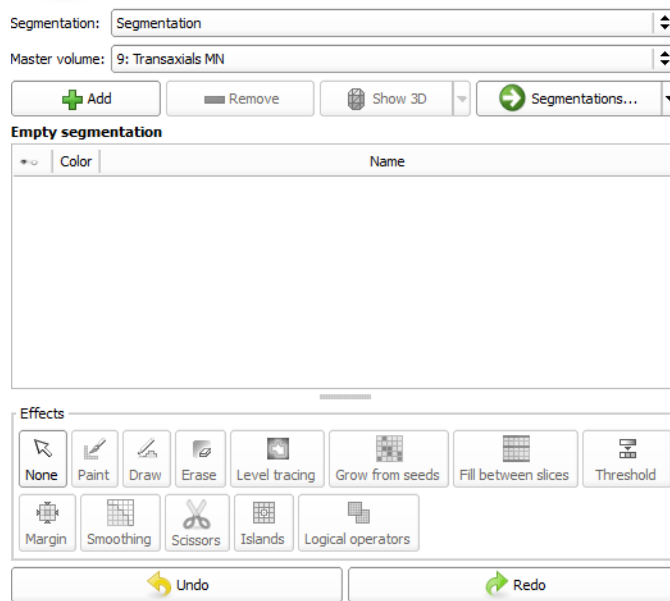 Segmentation: Segmentation
Master volume: 9: Transaxials MN
Add Remove Show 3D Segmentations...
Empty segmentation
Color Name
Effects
None Paint Draw Erase Level tracing Grow from seeds Fill between slices Threshold
Margin Smoothing Scissors Islands Logical operators
Undo Redo